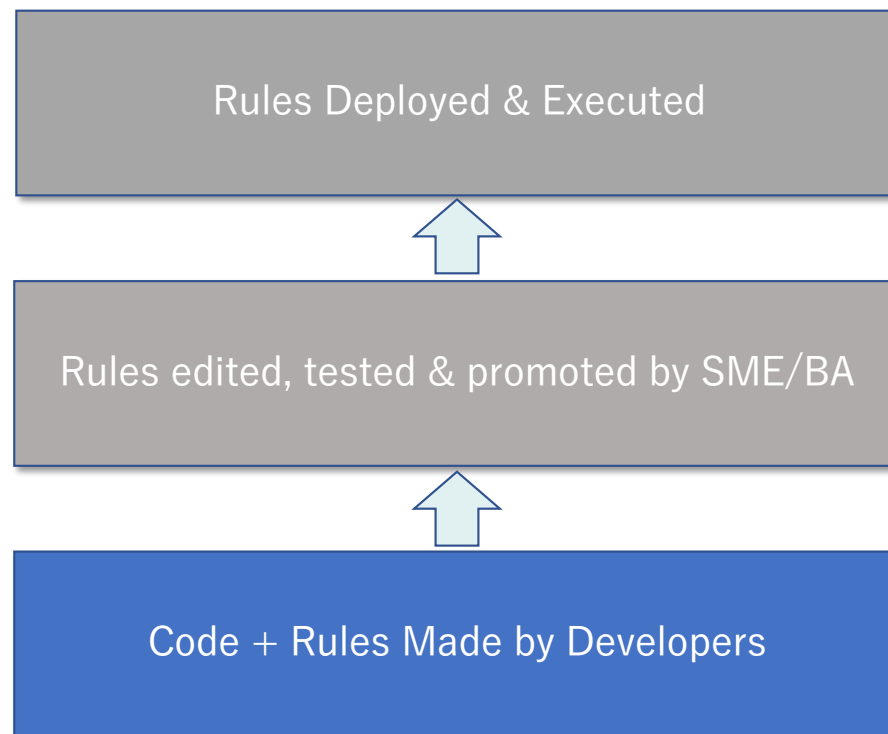 Rules Deployed & Executed
Rules edited, tested & promoted by SME/BA
Code + Rules Made by Developers